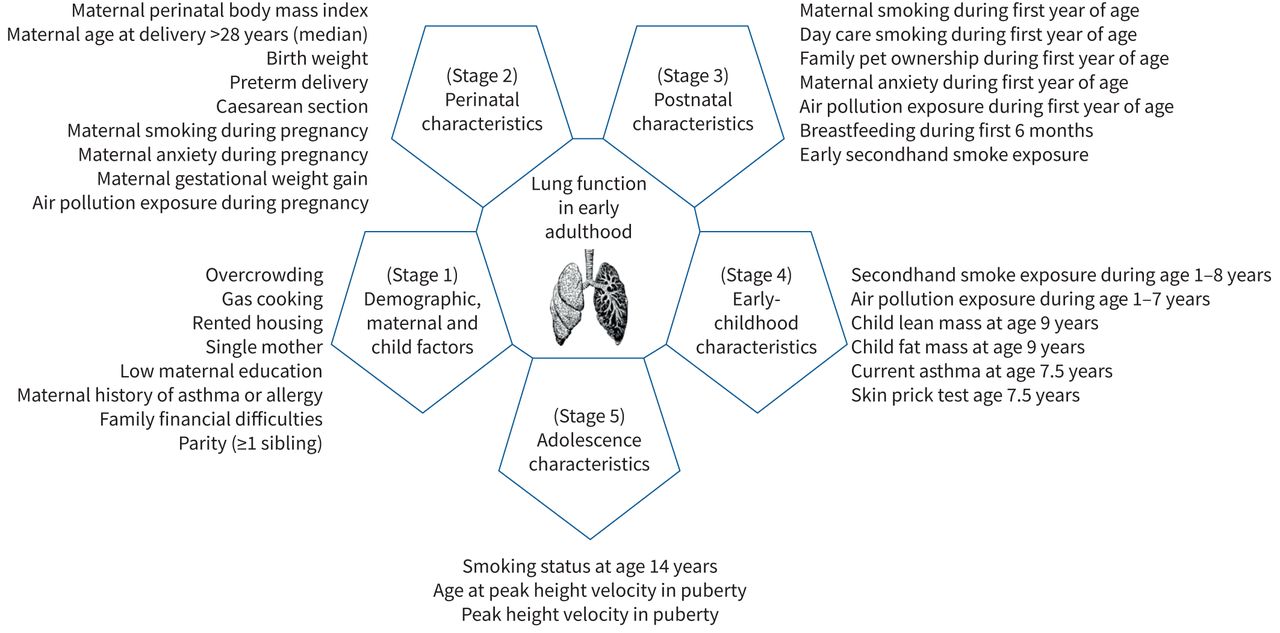 Maternal perinatal body mass index
Maternal age at delivery >28 years (median)
Birth weight
Preterm delivery
Caesarean section
Maternal smoking during pregnancy
Maternal anxiety during pregnancy
Maternal gestational weight gain
Air pollution exposure during pregnancy
(Stage 2)
Perinatal
characteristics
(Stage 3)
Postnatal
characteristics
Maternal smoking during first year of age
Day care smoking during first year of age
Family pet ownership during first year of age
Maternal anxiety during first year of age
Air pollution exposure during first year of age
Breastfeeding during first 6 months
Early secondhand smoke exposure
Lung function
in early
adulthood
Overcrowding
Gas cooking
Rented housing
Single mother
Low maternal education
Maternal history of asthma or allergy
Family financial difficulties
Parity (≥1 sibling)
(Stage 1)
Demographic,
maternal and
child factors
(Stage 4)
Early-
childhood
characteristics
Secondhand smoke exposure during age 1–8 years
Air pollution exposure during age 1–7 years
Child lean mass at age 9 years
Child fat mass at age 9 years
Current asthma at age 7.5 years
Skin prick test age 7.5 years
(Stage 5)
Adolescence
characteristics
Smoking status at age 14 years
Age at peak height velocity in puberty
Peak height velocity in puberty